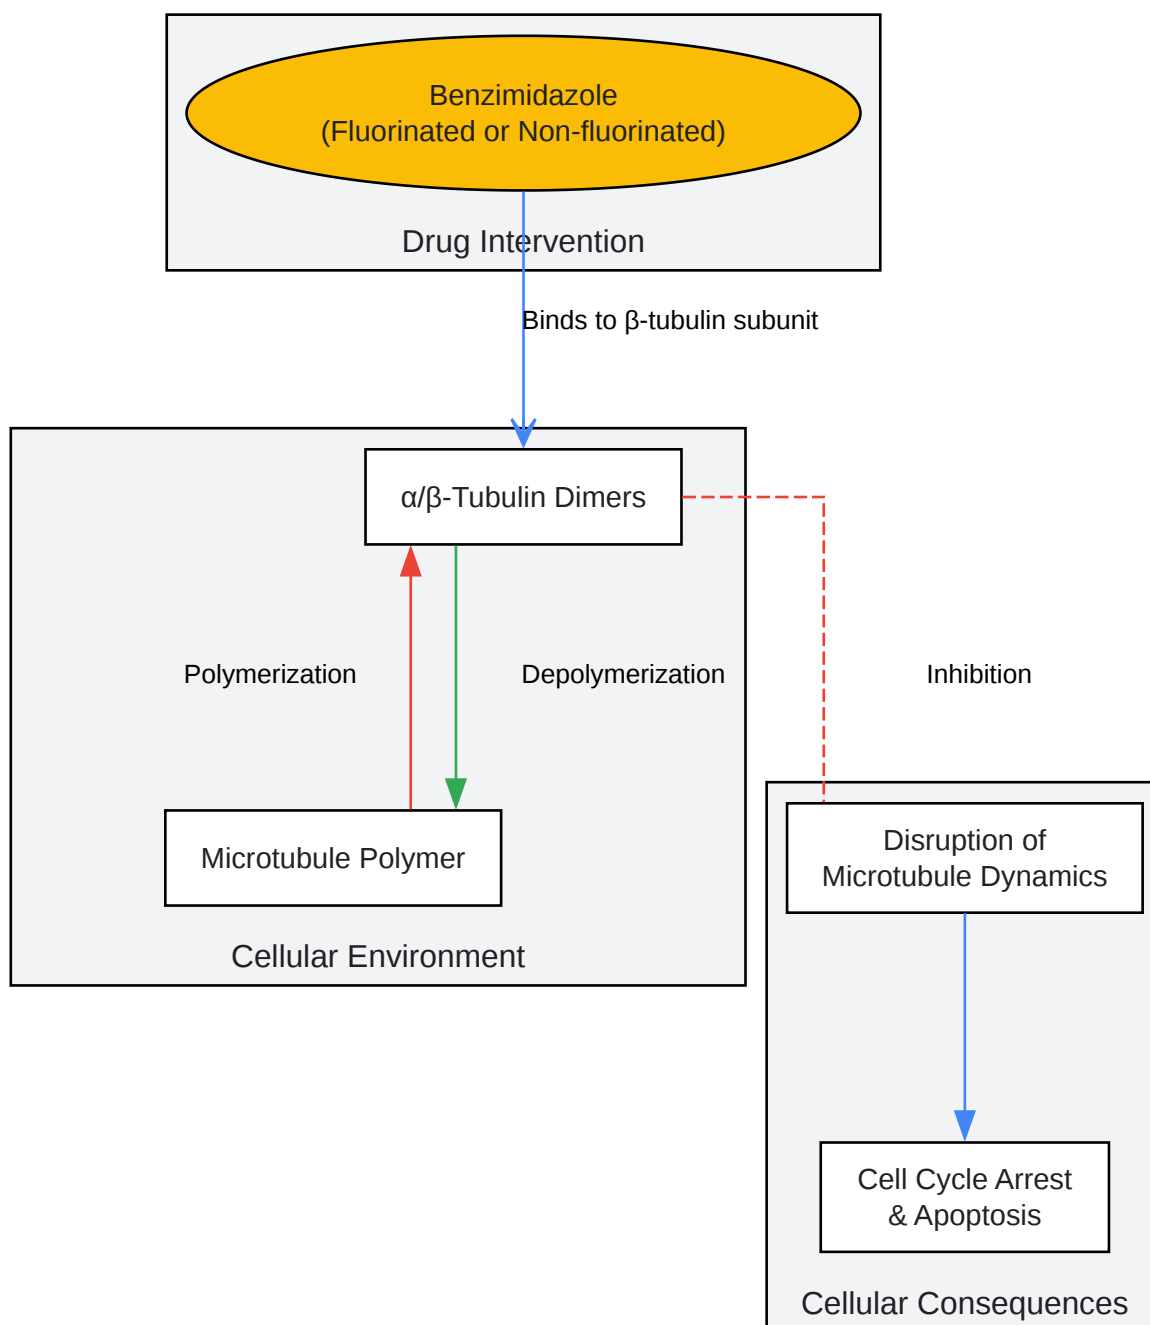 Benzimidazole
(Fluorinated or Non-fluorinated)
Drug Intervention
Binds to β-tubulin subunit
α/β-Tubulin Dimers
Polymerization
Depolymerization
Inhibition
Microtubule Polymer
Cellular Environment
Disruption of
Microtubule Dynamics
Cell Cycle Arrest
& Apoptosis
Cellular Consequences